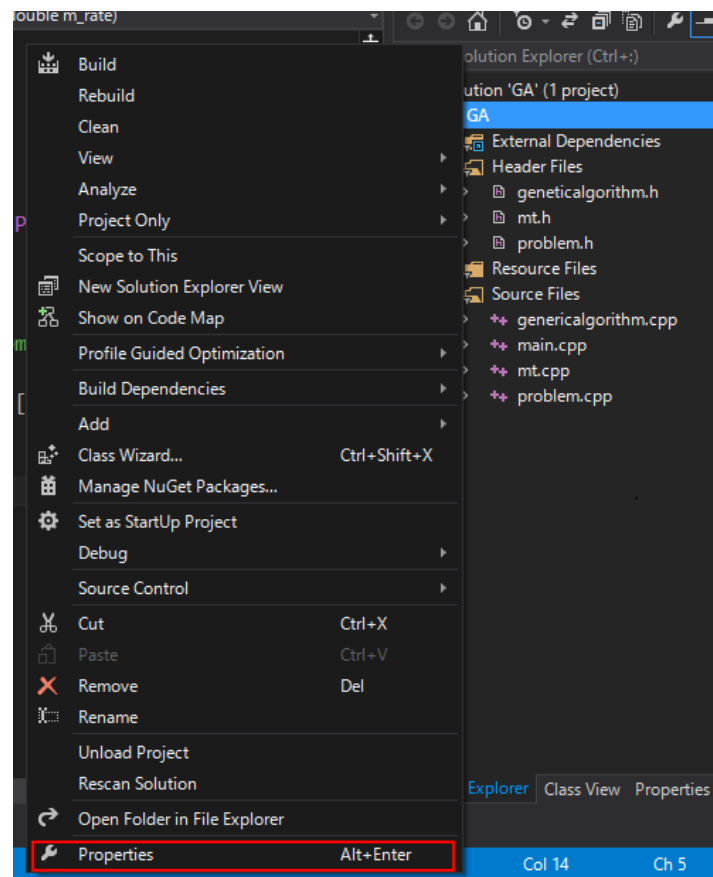 double m_rate)
Build
Rebuild
Clean
View
Analyze
Project Only
Scope to This
New Solution Explorer View
Show on Code Map
Profile Guided Optimization
Build Dependencies
Add
Class Wizard... Ctrl+Shift+X
Manage NuGet Packages...
Set as StartUp Project
Debug
Source Control
Cut Ctrl+X
Paste Ctrl+V
Remove Del
Rename
Unload Project
Rescan Solution
Open Folder in File Explorer
Properties Alt+Enter
olution Explorer (Ctrl+:)
ution 'GA' (1 project)
GA
External Dependencies
Header Files
geneticalgorithm.h
mt.h
problem.h
Resource Files
Source Files
genericalgorithm.cpp
main.cpp
mt.cpp
problem.cpp
P
om
[
Explorer Class View Properties
Col 14 Ch 5